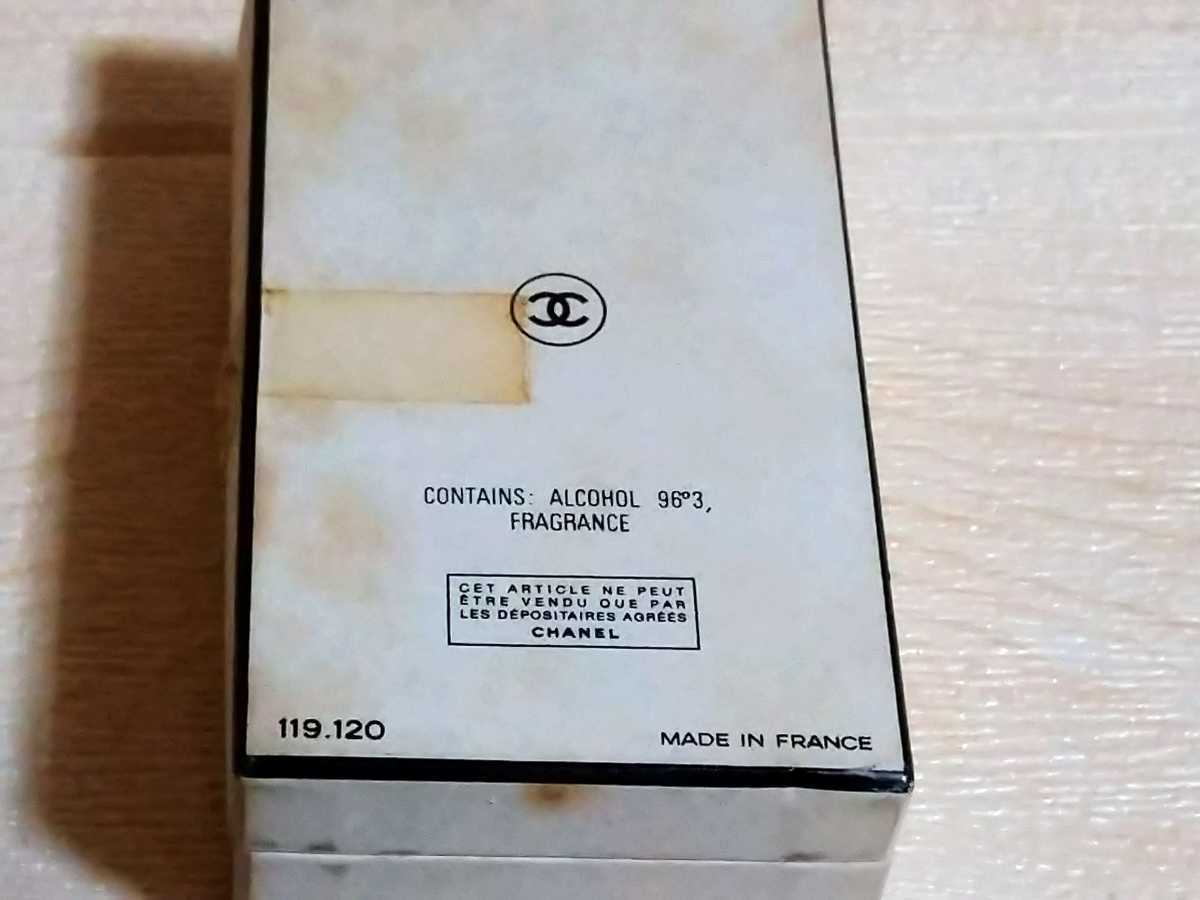 CONTAINS: ALCOHOL 96°3,
FRAGRANCE
CET ARTICLE NE PEUT
ÊTRE VENDU QUE PAR
LES DÉPOSITAIRES AGRÉÉS
CHANEL
119.120
MADE IN FRANCE